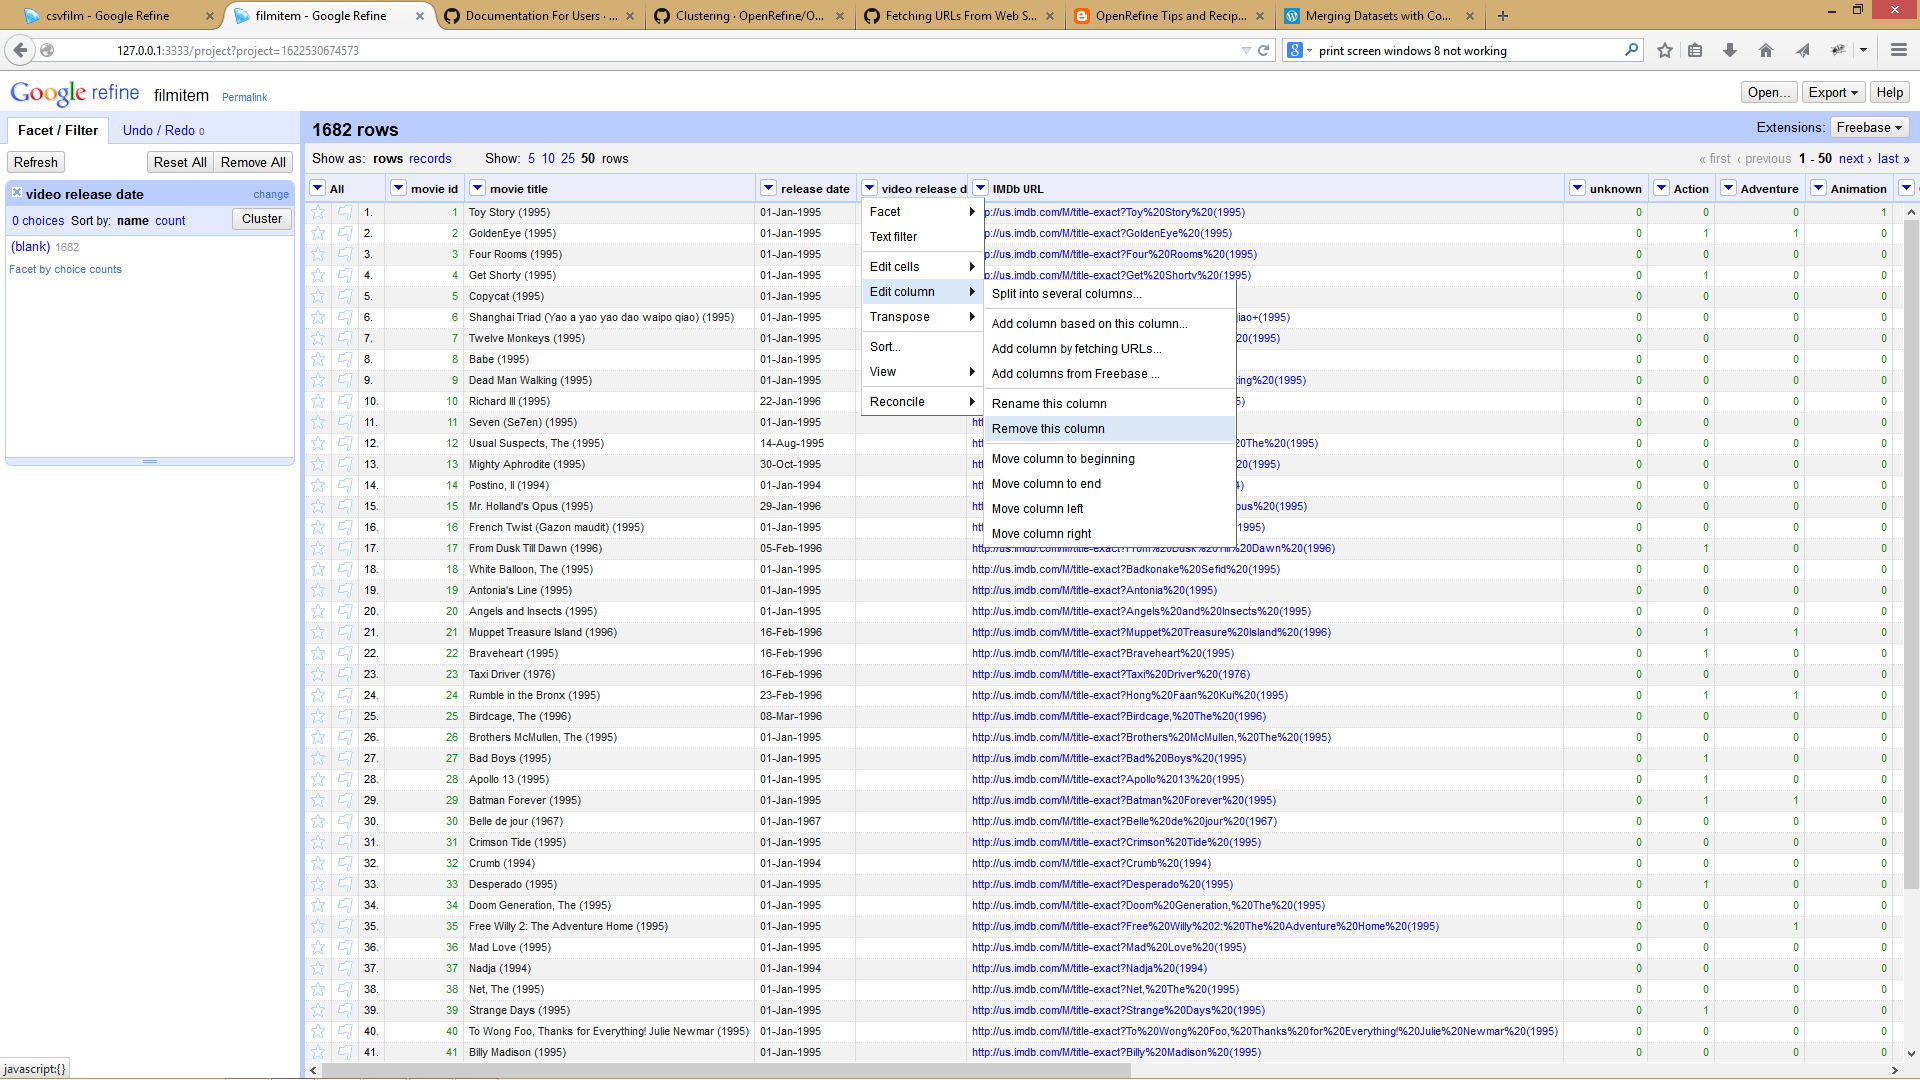 csvfilm - Google Refine
filmitem - Google Refine
Documentation For Users · ...
Clustering · OpenRefine/O...
Fetching URLs From Web S...
OpenRefine Tips and Recip...
Merging Datasets with Co...
127.0.0.1:3333/project?project=1622530674573
print screen windows 8 not working
Google refine filmitem Permalink
Open... Export Help
Facet / Filter Undo / Redo 0
1682 rows
Extensions: Freebase
Refresh Reset All Remove All
Show as: rows records Show: 5 10 25 50 rows
« first ‹ previous 1 - 50 next › last »
video release date change
0 choices Sort by: name count Cluster
(blank) 1682
Facet by choice counts
All movie id movie title release date video release d IMDb URL unknown Action Adventure Animation
1. 1 Toy Story (1995) 01-Jan-1995 p://us.imdb.com/M/title-exact?Toy%20Story%20(1995) 0 0 0 1
2. 2 GoldenEye (1995) 01-Jan-1995 p://us.imdb.com/M/title-exact?GoldenEye%20(1995) 0 1 1 0
3. 3 Four Rooms (1995) 01-Jan-1995 p://us.imdb.com/M/title-exact?Four%20Rooms%20(1995) 0 0 0 0
4. 4 Get Shorty (1995) 01-Jan-1995 p://us.imdb.com/M/title-exact?Get%20Shorty%20(1995) 0 1 0 0
5. 5 Copycat (1995) 01-Jan-1995 0 0 0 0
6. 6 Shanghai Triad (Yao a yao yao dao waipo qiao) (1995) 01-Jan-1995 qiao+(1995) 0 0 0 0
7. 7 Twelve Monkeys (1995) 01-Jan-1995 20(1995) 0 0 0 0
8. 8 Babe (1995) 01-Jan-1995 0 0 0 0
9. 9 Dead Man Walking (1995) 01-Jan-1995 king%20(1995) 0 0 0 0
10. 10 Richard III (1995) 22-Jan-1996 5) 0 0 0 0
11. 11 Seven (Se7en) (1995) 01-Jan-1995 htt 0 0 0 0
12. 12 Usual Suspects, The (1995) 14-Aug-1995 htt 20The%20(1995) 0 0 0 0
13. 13 Mighty Aphrodite (1995) 30-Oct-1995 htt 20(1995) 0 0 0 0
14. 14 Postino, Il (1994) 01-Jan-1994 htt 4) 0 0 0 0
15. 15 Mr. Holland's Opus (1995) 29-Jan-1996 htt pus%20(1995) 0 0 0 0
16. 16 French Twist (Gazon maudit) (1995) 01-Jan-1995 htt (1995) 0 0 0 0
17. 17 From Dusk Till Dawn (1996) 05-Feb-1996 http://us.imdb.com/M/title-exact?From%20Dusk%20Till%20Dawn%20(1996) 0 1 0 0
18. 18 White Balloon, The (1995) 01-Jan-1995 http://us.imdb.com/M/title-exact?Badkonake%20Sefid%20(1995) 0 0 0 0
19. 19 Antonia's Line (1995) 01-Jan-1995 http://us.imdb.com/M/title-exact?Antonia%20(1995) 0 0 0 0
20. 20 Angels and Insects (1995) 01-Jan-1995 http://us.imdb.com/M/title-exact?Angels%20and%20Insects%20(1995) 0 0 0 0
21. 21 Muppet Treasure Island (1996) 16-Feb-1996 http://us.imdb.com/M/title-exact?Muppet%20Treasure%20Island%20(1996) 0 1 1 0
22. 22 Braveheart (1995) 16-Feb-1996 http://us.imdb.com/M/title-exact?Braveheart%20(1995) 0 1 0 0
23. 23 Taxi Driver (1976) 16-Feb-1996 http://us.imdb.com/M/title-exact?Taxi%20Driver%20(1976) 0 0 0 0
24. 24 Rumble in the Bronx (1995) 23-Feb-1996 http://us.imdb.com/M/title-exact?Hong%20Faan%20Kui%20(1995) 0 1 1 0
25. 25 Birdcage, The (1996) 08-Mar-1996 http://us.imdb.com/M/title-exact?Birdcage,%20The%20(1996) 0 0 0 0
26. 26 Brothers McMullen, The (1995) 01-Jan-1995 http://us.imdb.com/M/title-exact?Brothers%20McMullen,%20The%20(1995) 0 0 0 0
27. 27 Bad Boys (1995) 01-Jan-1995 http://us.imdb.com/M/title-exact?Bad%20Boys%20(1995) 0 1 0 0
28. 28 Apollo 13 (1995) 01-Jan-1995 http://us.imdb.com/M/title-exact?Apollo%2013%20(1995) 0 1 0 0
29. 29 Batman Forever (1995) 01-Jan-1995 http://us.imdb.com/M/title-exact?Batman%20Forever%20(1995) 0 1 1 0
30. 30 Belle de jour (1967) 01-Jan-1967 http://us.imdb.com/M/title-exact?Belle%20de%20jour%20(1967) 0 0 0 0
31. 31 Crimson Tide (1995) 01-Jan-1995 http://us.imdb.com/M/title-exact?Crimson%20Tide%20(1995) 0 0 0 0
32. 32 Crumb (1994) 01-Jan-1994 http://us.imdb.com/M/title-exact?Crumb%20(1994) 0 0 0 0
33. 33 Desperado (1995) 01-Jan-1995 http://us.imdb.com/M/title-exact?Desperado%20(1995) 0 1 0 0
34. 34 Doom Generation, The (1995) 01-Jan-1995 http://us.imdb.com/M/title-exact?Doom%20Generation,%20The%20(1995) 0 0 0 0
35. 35 Free Willy 2: The Adventure Home (1995) 01-Jan-1995 http://us.imdb.com/M/title-exact?Free%20Willy%202:%20The%20Adventure%20Home%20(1995) 0 0 1 0
36. 36 Mad Love (1995) 01-Jan-1995 http://us.imdb.com/M/title-exact?Mad%20Love%20(1995) 0 0 0 0
37. 37 Nadja (1994) 01-Jan-1994 http://us.imdb.com/M/title-exact?Nadja%20(1994) 0 0 0 0
38. 38 Net, The (1995) 01-Jan-1995 http://us.imdb.com/M/title-exact?Net,%20The%20(1995) 0 0 0 0
39. 39 Strange Days (1995) 01-Jan-1995 http://us.imdb.com/M/title-exact?Strange%20Days%20(1995) 0 1 0 0
40. 40 To Wong Foo, Thanks for Everything! Julie Newmar (1995) 01-Jan-1995 http://us.imdb.com/M/title-exact?To%20Wong%20Foo,%20Thanks%20for%20Everything!%20Julie%20Newmar%20(1995) 0 0 0 0
41. 41 Billy Madison (1995) 01-Jan-1995 http://us.imdb.com/M/title-exact?Billy%20Madison%20(1995) 0 0 0 0
Facet
Text filter
Edit cells
Edit column
Transpose
Sort...
View
Reconcile
Split into several columns...
Add column based on this column...
Add column by fetching URLs...
Add columns from Freebase ...
Rename this column
Remove this column
Move column to beginning
Move column to end
Move column left
Move column right
javascript:{}